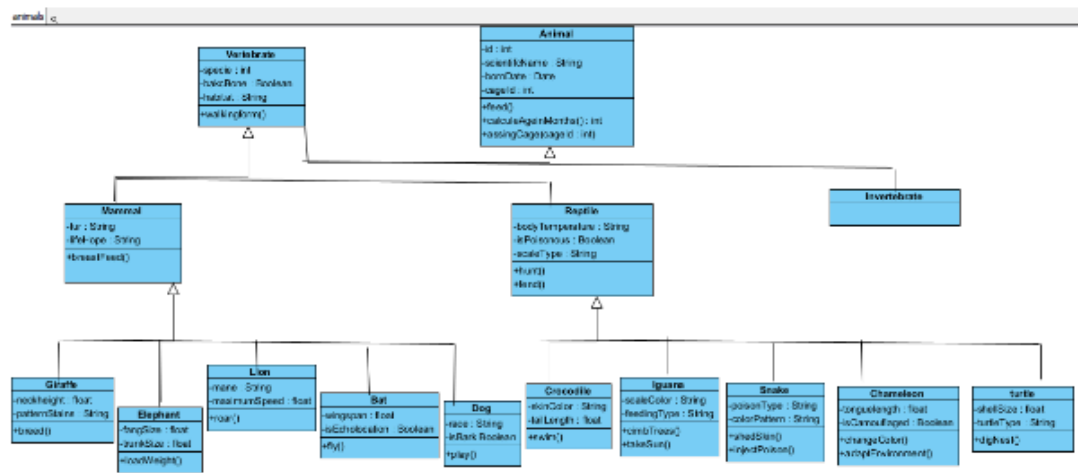 animals
Animal
-id : int
-scientificName : String
-bornDate : Date
-cageId : int
+feed()
+calculeAgeInMonths() : int
+assingCage(cageId : int)
Vertebrate
-specie : int
-bakcBone : Boolean
-habitat : String
+walkingform()
Invertebrate
Mammal
-fur : String
-lifeHope : String
+breastFeed()
Reptile
-bodyTemperature : String
-isPoisonous : Boolean
-scaleType : String
+hunt()
+fend()
Giraffe
-neckheight : float
-patternStains : String
+breed()
Elephant
-fangSize : float
-trunkSize : float
+loadWeight()
Lion
-mane : String
-maximumSpeed : float
+roar()
Bat
-wingspan : float
-isEcholocation : Boolean
+fly()
Dog
-race : String
-isBark Boolean
+play()
Crocodile
-skinColor : String
-tailLength : float
+swim()
Iguana
-scaleColor : String
-feedingType : String
+climbTrees()
+takeSun()
Snake
-poisonType : String
-colorPattern : String
+shedSkin()
+injectPoison()
Chameleon
-tonguelength : float
-isCamouflaged : Boolean
+changeColor()
+adaptEnvironment()
turtle
-shellSize : float
-turtleType : String
+digNest()